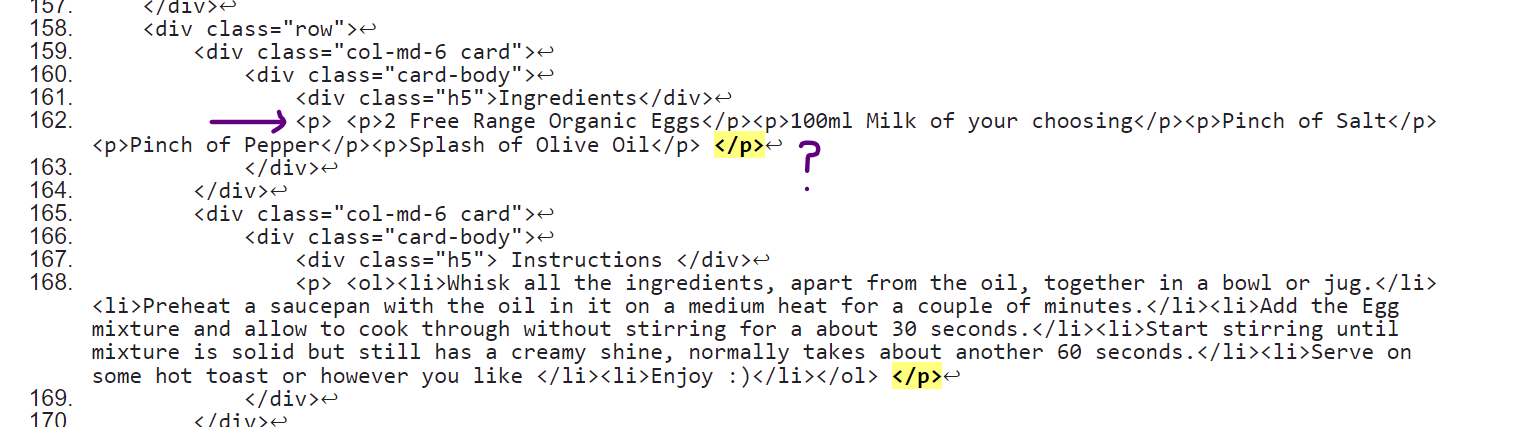 157. </div>↩
158. <div class="row">↩
159. <div class="col-md-6 card">↩
160. <div class="card-body">↩
161. <div class="h5">Ingredients</div>↩
162. <p> <p>2 Free Range Organic Eggs</p><p>100ml Milk of your choosing</p><p>Pinch of Salt</p>
<p>Pinch of Pepper</p><p>Splash of Olive Oil</p> </p>↩ ?
163. </div>↩
164. </div>↩
165. <div class="col-md-6 card">↩
166. <div class="card-body">↩
167. <div class="h5"> Instructions </div>↩
168. <p> <ol><li>Whisk all the ingredients, apart from the oil, together in a bowl or jug.</li>
<li>Preheat a saucepan with the oil in it on a medium heat for a couple of minutes.</li><li>Add the Egg
mixture and allow to cook through without stirring for a about 30 seconds.</li><li>Start stirring until
mixture is solid but still has a creamy shine, normally takes about another 60 seconds.</li><li>Serve on
some hot toast or however you like </li><li>Enjoy :)</li></ol> </p>↩
169. </div>↩
170 </div>↩